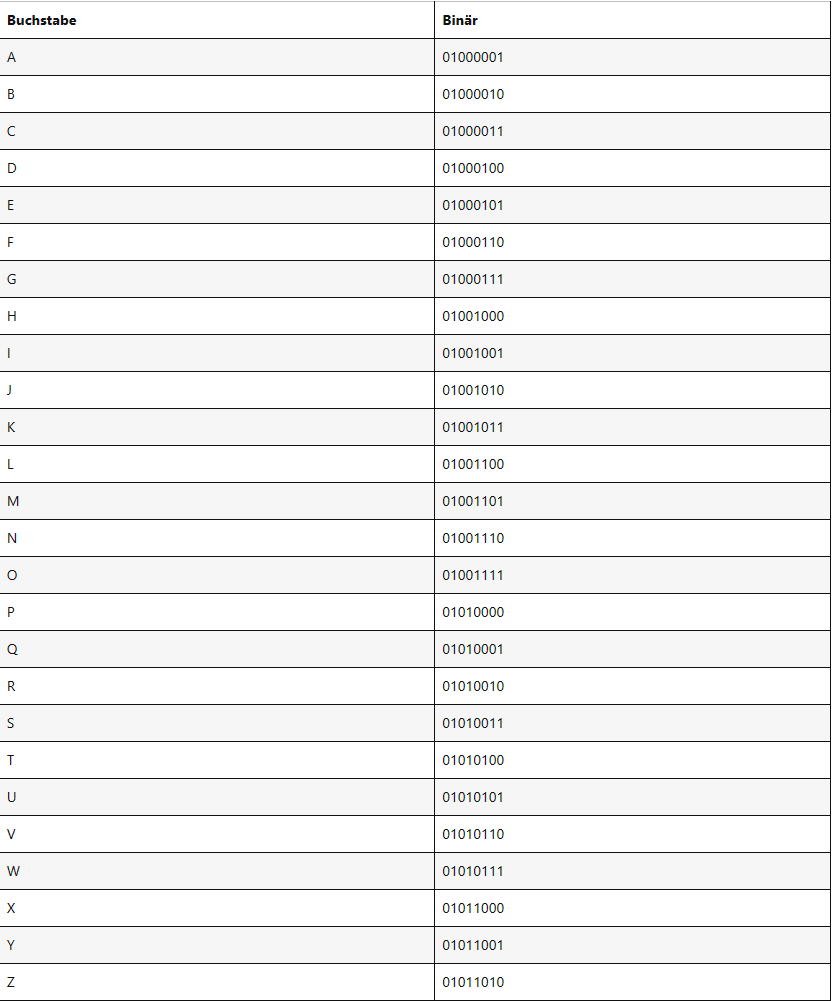 Buchstabe Binär
A 01000001
B 01000010
C 01000011
D 01000100
E 01000101
F 01000110
G 01000111
H 01001000
I 01001001
J 01001010
K 01001011
L 01001100
M 01001101
N 01001110
O 01001111
P 01010000
Q 01010001
R 01010010
S 01010011
T 01010100
U 01010101
V 01010110
W 01010111
X 01011000
Y 01011001
Z 01011010